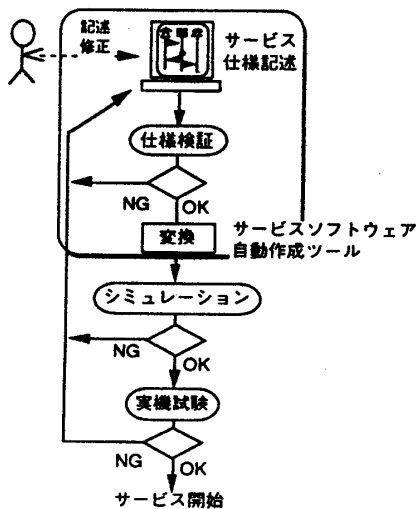 記述
修正
サービス
仕様記述
仕様検証
NG
OK
変換
サービスソフトウェア
自動作成ツール
シミュレーション
NG
OK
実機試験
NG
OK
サービス開始